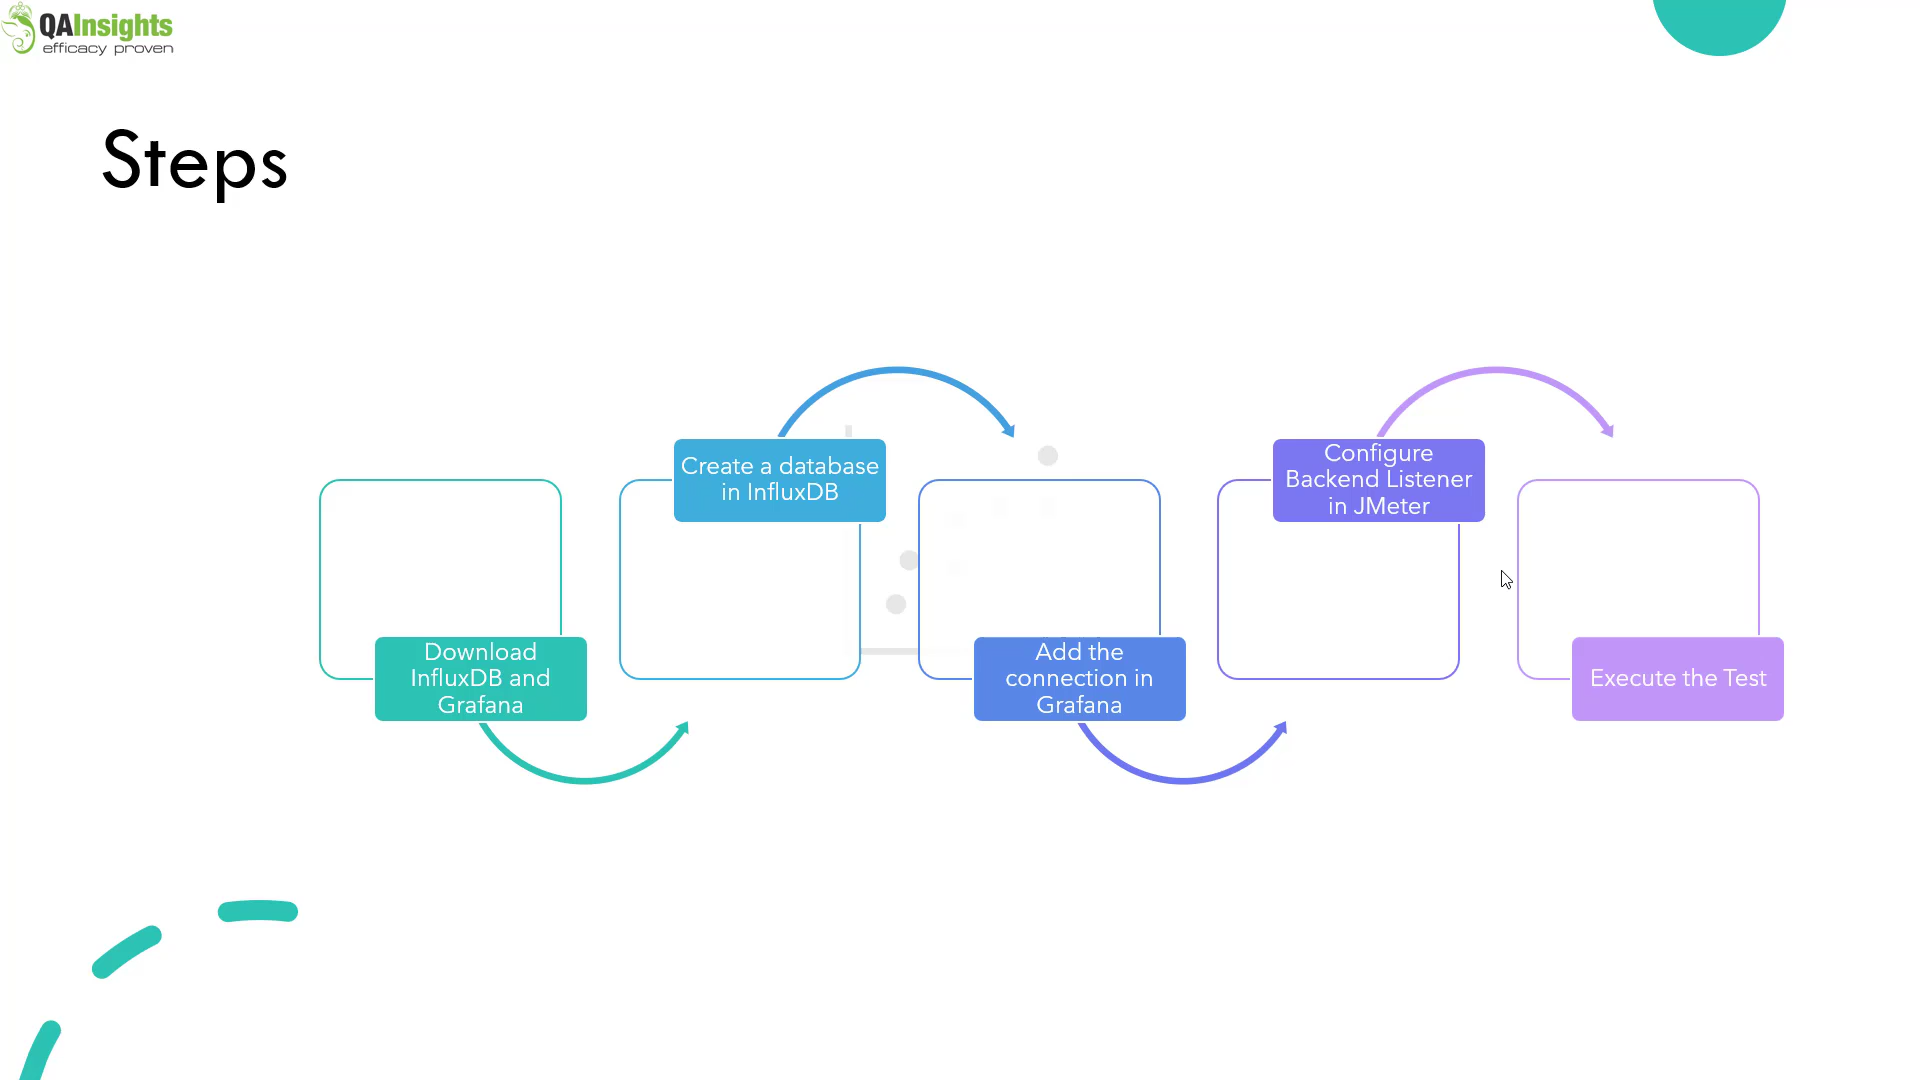 QAInsights
efficacy proven
Steps
Download
InfluxDB and
Grafana
Create a database
in InfluxDB
Add the
connection in
Grafana
Configure
Backend Listener
in JMeter
Execute the Test